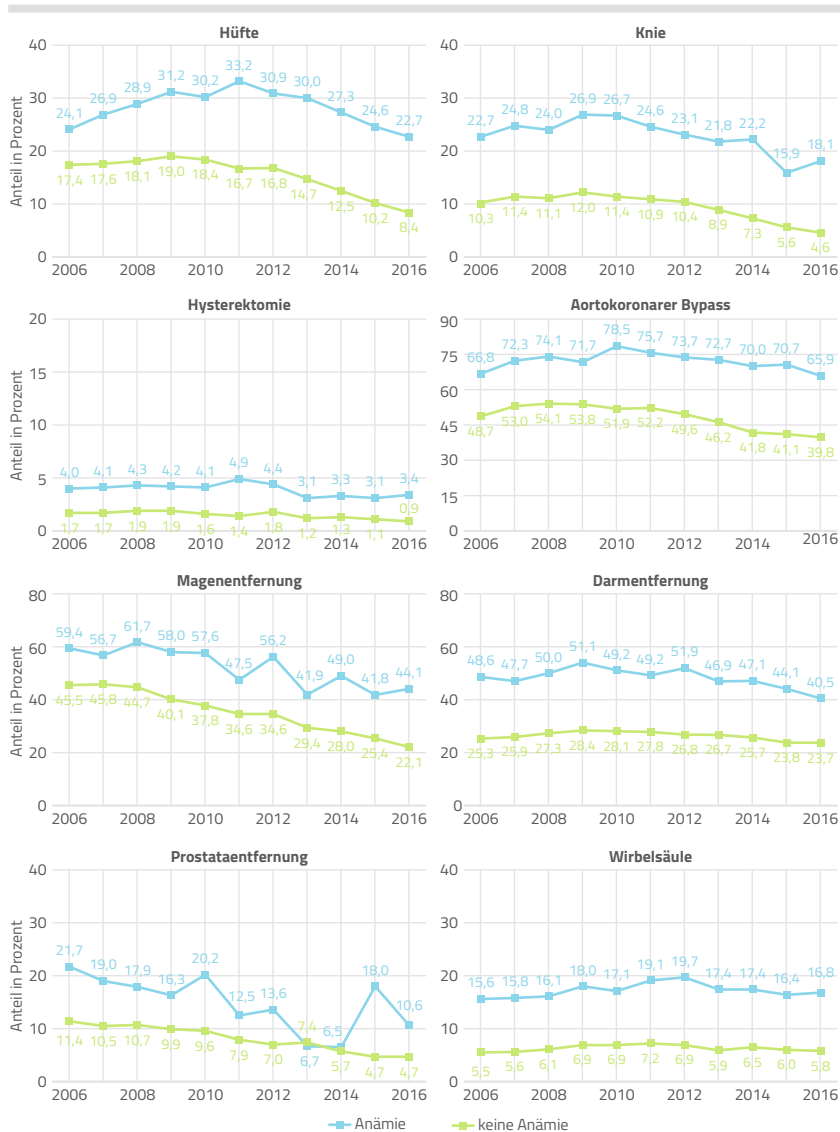 Hüfte
Anteil in Prozent
40
30
20
10
0
24,1 26,9 28,9 31,2 30,2 33,2 30,9 30,0 27,3 24,6 22,7
17,4 17,6 18,1 19,0 18,4 16,7 16,8 14,7 12,5 10,2 8,4
2006 2008 2010 2012 2014 2016
Knie
40
30
20
10
0
22,7 24,8 24,0 26,9 26,7 24,6 23,1 21,8 22,2 15,9 18,1
10,3 11,4 11,1 12,0 11,4 10,9 10,4 8,9 7,3 5,6 4,6
2006 2008 2010 2012 2014 2016
Hysterektomie
Anteil in Prozent
20
15
10
5
0
4,0 4,1 4,3 4,2 4,1 4,9 4,4 3,1 3,3 3,1 3,4
1,7 1,7 1,9 1,9 1,6 1,4 1,8 1,2 1,3 1,1 0,9
2006 2008 2010 2012 2014 2016
Aortokoronarer Bypass
90
75
60
45
30
15
0
66,8 72,3 74,1 71,7 78,5 75,7 73,7 72,7 70,0 70,7 65,9
48,7 53,0 54,1 53,8 51,9 52,2 49,6 46,2 41,8 41,1 39,8
2006 2008 2010 2012 2014 2016
Magenentfernung
Anteil in Prozent
80
60
40
20
0
59,4 56,7 61,7 58,0 57,6 47,5 56,2 41,9 49,0 41,8 44,1
45,5 45,8 44,7 40,1 37,8 34,6 34,6 29,4 28,0 25,4 22,1
2006 2008 2010 2012 2014 2016
Darmentfernung
80
60
40
20
0
48,6 47,7 50,0 51,1 49,2 49,2 51,9 46,9 47,1 44,1 40,5
25,3 25,9 27,3 28,4 28,1 27,8 26,8 26,7 25,7 23,8 23,7
2006 2008 2010 2012 2014 2016
Prostataentfernung
Anteil in Prozent
40
30
20
10
0
21,7 19,0 17,9 16,3 20,2 12,5 13,6 6,7 6,5 18,0 10,6
11,4 10,5 10,7 9,9 9,6 7,9 7,0 7,4 5,7 4,7 4,7
2006 2008 2010 2012 2014 2016
Wirbelsäule
40
30
20
10
0
15,6 15,8 16,1 18,0 17,1 19,1 19,7 17,4 17,4 16,4 16,8
5,5 5,6 6,1 6,9 6,9 7,2 6,9 5,9 6,5 6,0 5,8
2006 2008 2010 2012 2014 2016
Anämie keine Anämie